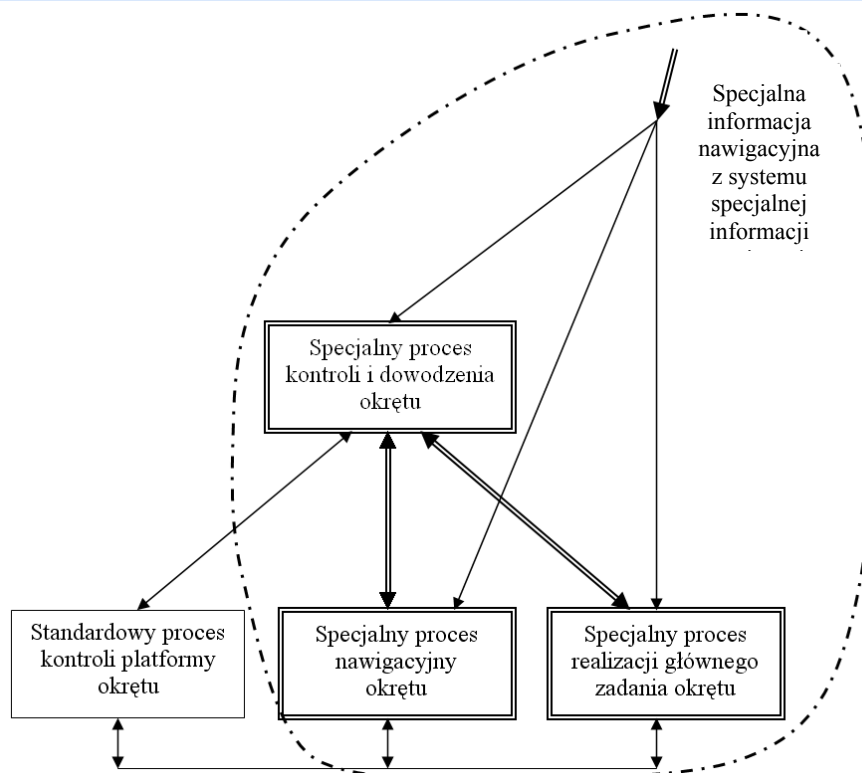 Specjalna
informacja
nawigacyjna
z systemu
specjalnej
informacji
Specjalny proces
kontroli i dowodzenia
okrętu
Standardowy proces
kontroli platformy
okrętu
Specjalny proces
nawigacyjny
okrętu
Specjalny proces
realizacji głównego
zadania okrętu